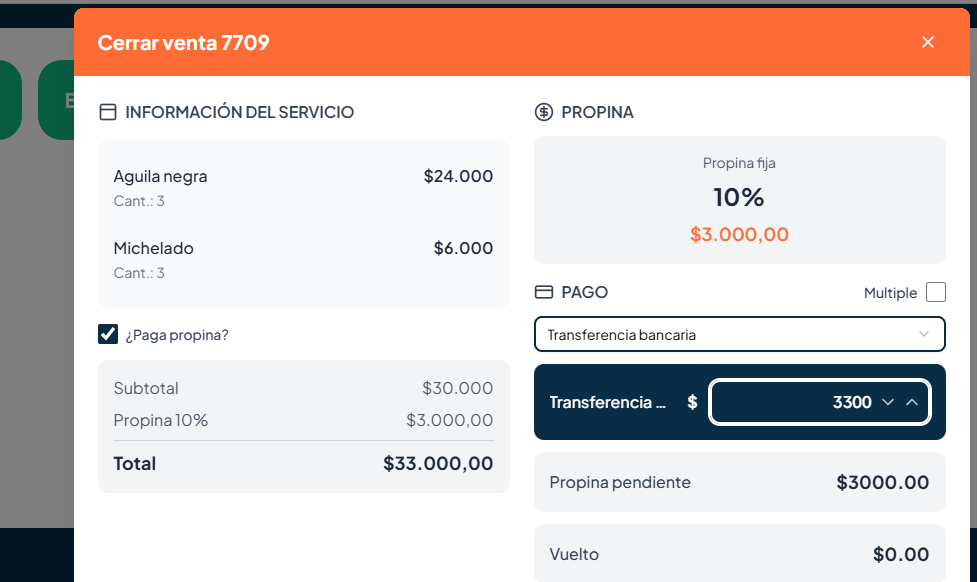 Cerrar venta 7709
INFORMACIÓN DEL SERVICIO
Aguila negra $24.000
Cant.: 3
Michelado $6.000
Cant.: 3
¿Paga propina?
Subtotal $30.000
Propina 10% $3.000,00
Total $33.000,00
PROPINA
Propina fija
10%
$3.000,00
PAGO Multiple
Transferencia bancaria
Transferencia ... $ 3300
Propina pendiente $3000.00
Vuelto $0.00